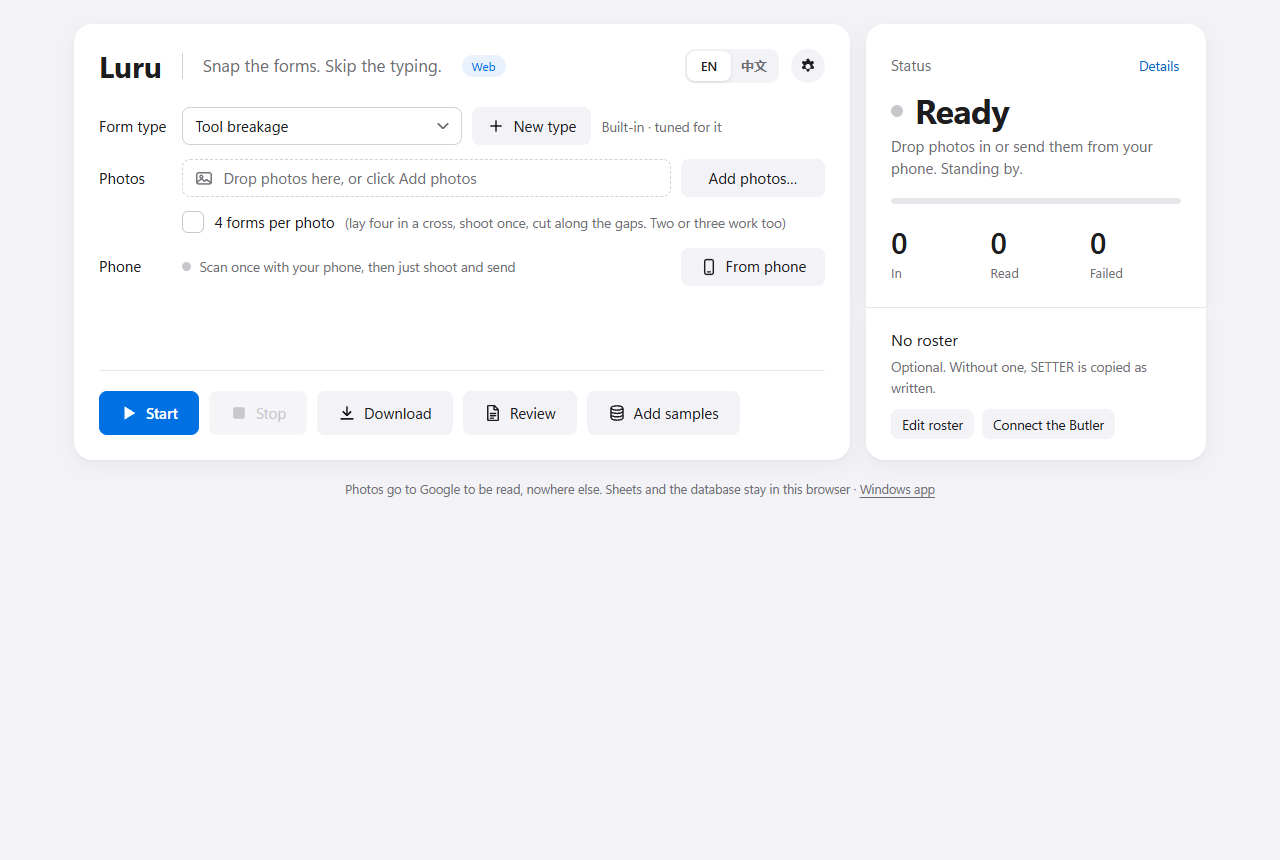 Luru
Snap the forms. Skip the typing.
Web
EN
中文
Form type
Tool breakage
New type
Built-in · tuned for it
Photos
Drop photos here, or click Add photos
Add photos...
4 forms per photo
(lay four in a cross, shoot once, cut along the gaps. Two or three work too)
Phone
Scan once with your phone, then just shoot and send
From phone
Start
Stop
Download
Review
Add samples
Status
Details
Ready
Drop photos in or send them from your
phone. Standing by.
0
0
0
In
Read
Failed
No roster
Optional. Without one, SETTER is copied as
written.
Edit roster
Connect the Butler
Photos go to Google to be read, nowhere else. Sheets and the database stay in this browser · Windows app